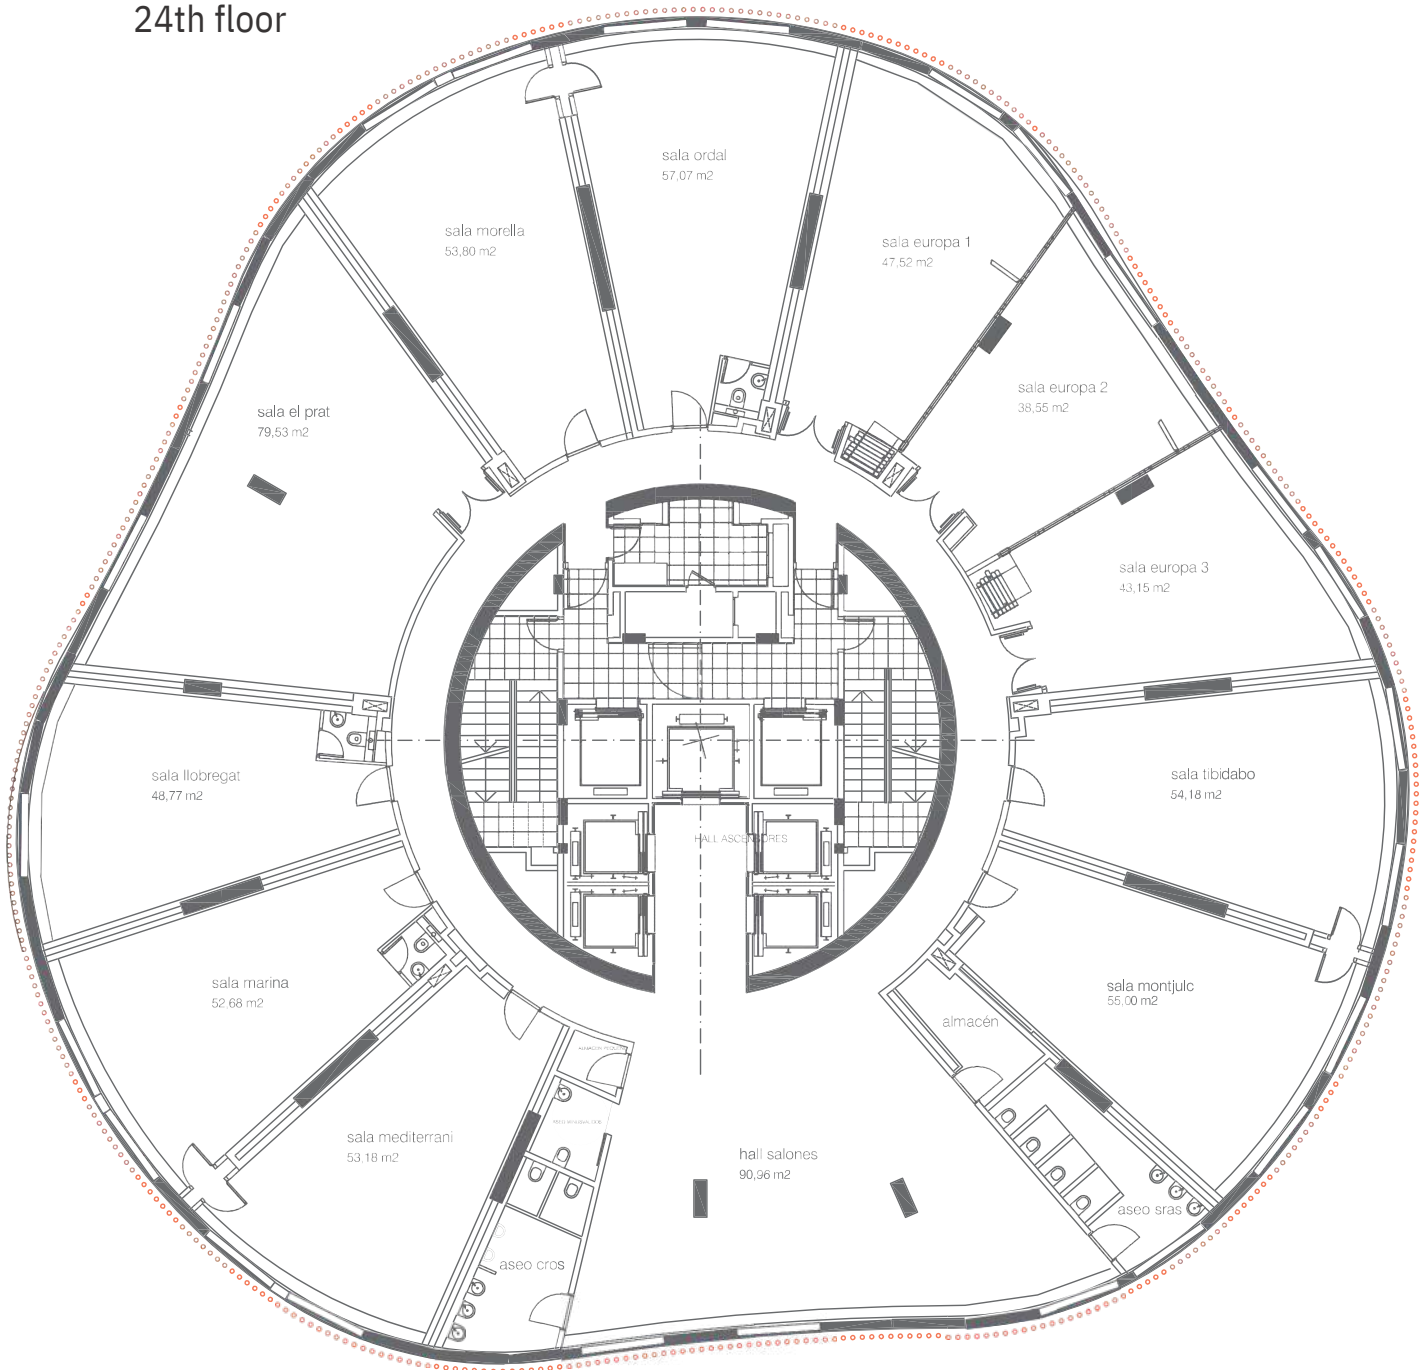 24th floor
sala ordal
57,07 m2
sala morella
53,80 m2
sala europa 1
47,52 m2
sala europa 2
38,55 m2
sala el prat
79,53 m2
sala europa 3
43,15 m2
sala llobregat
48,77 m2
sala tibidabo
54,18 m2
HALL ASCENSORES
sala marina
52,68 m2
sala montjuIc
55,00 m2
almacén
sala mediterrani
53,18 m2
hall salones
90,96 m2
aseo sras
aseo cros